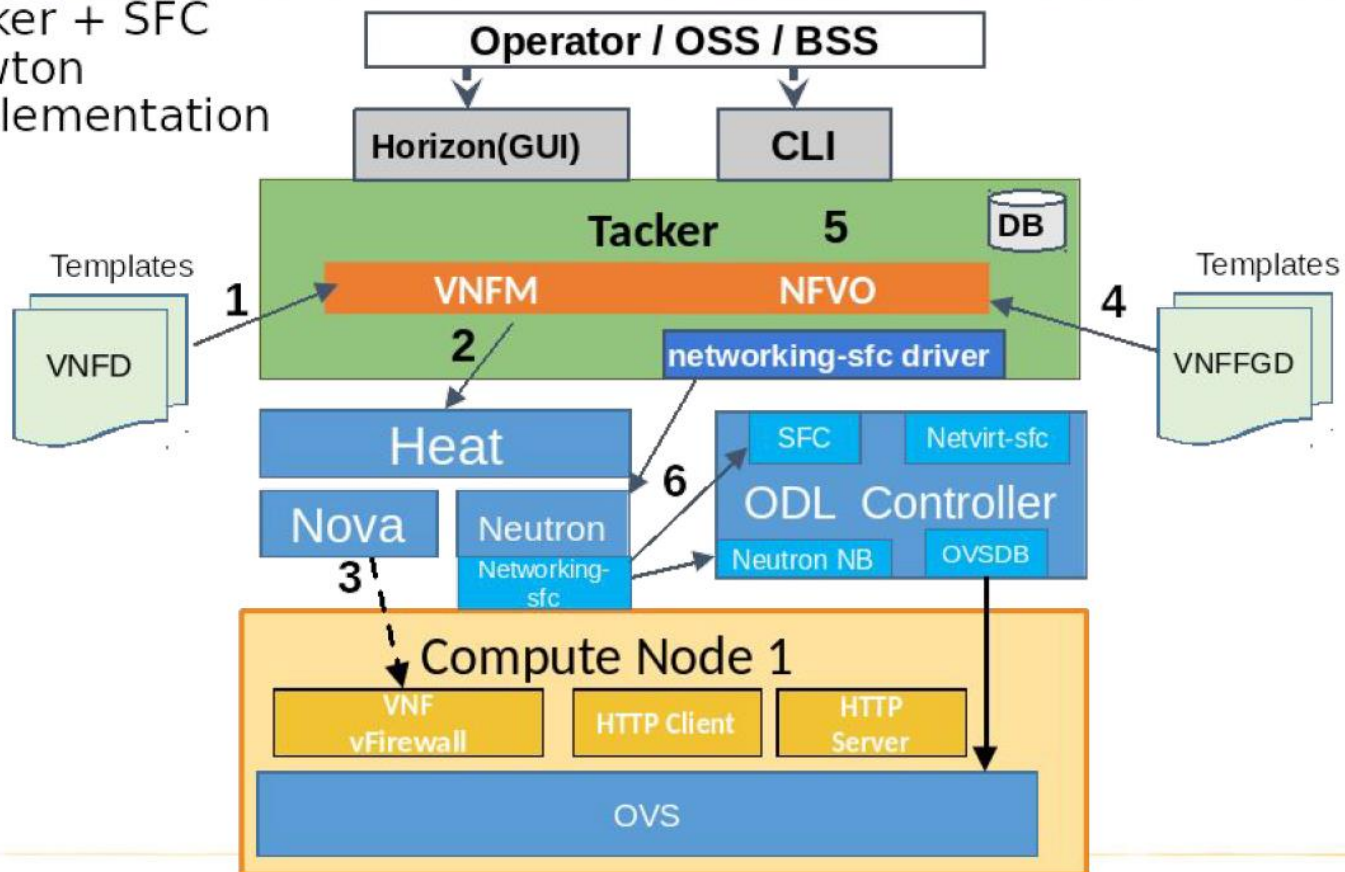 ker + SFC
wton
lementation
Operator / OSS / BSS
Horizon(GUI)
CLI
Tacker
5
DB
Templates
VNFD
1
VNFM
NFVO
4
Templates
VNFFGD
2
networking-sfc driver
Heat
6
SFC
Netvirt-sfc
ODL Controller
Nova
Neutron
Networking-
sfc
Neutron NB
OVSDB
3
Compute Node 1
VNF
vFirewall
HTTP Client
HTTP
Server
OVS